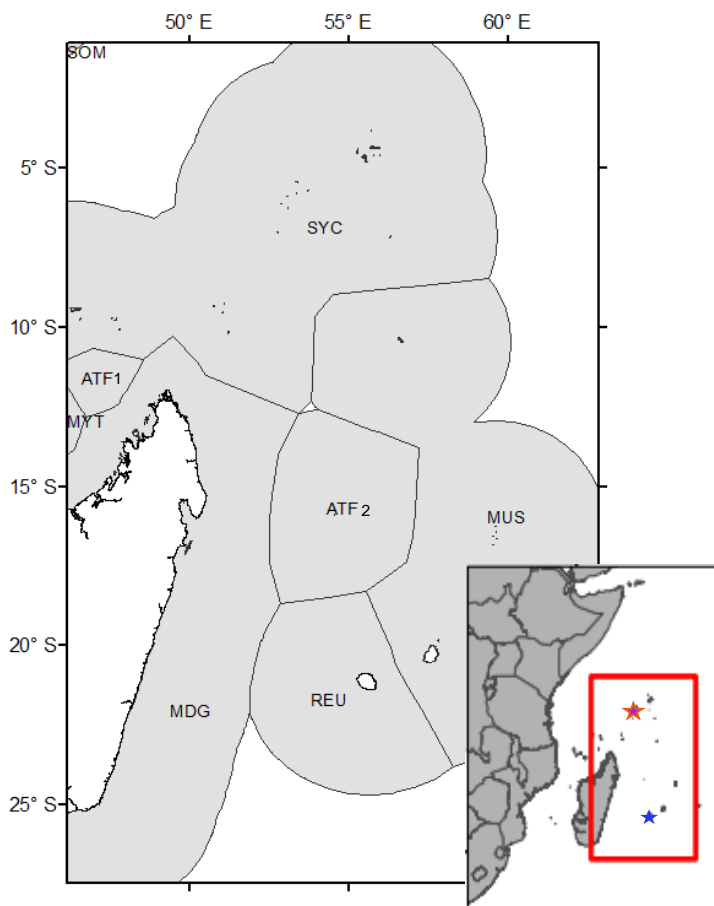 50° E 55° E 60° E
SOM
5° S
SYC
10° S
ATF1
MYT
15° S
ATF 2
MUS
20° S
MDG
REU
25° S